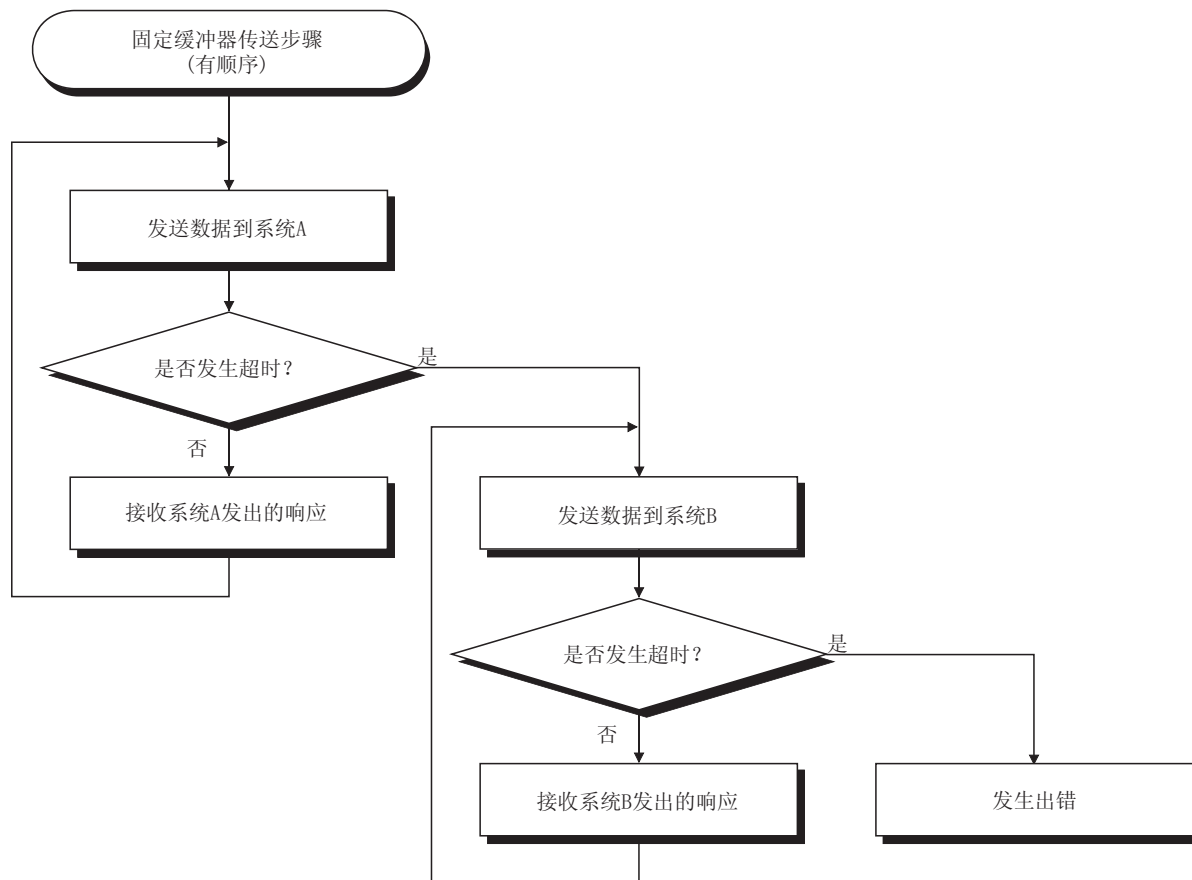 固定缓冲器传送步骤
(有顺序)
发送数据到系统A
是否发生超时?
是
否
接收系统A发出的响应
发送数据到系统B
是否发生超时?
是
否
接收系统B发出的响应
发生出错